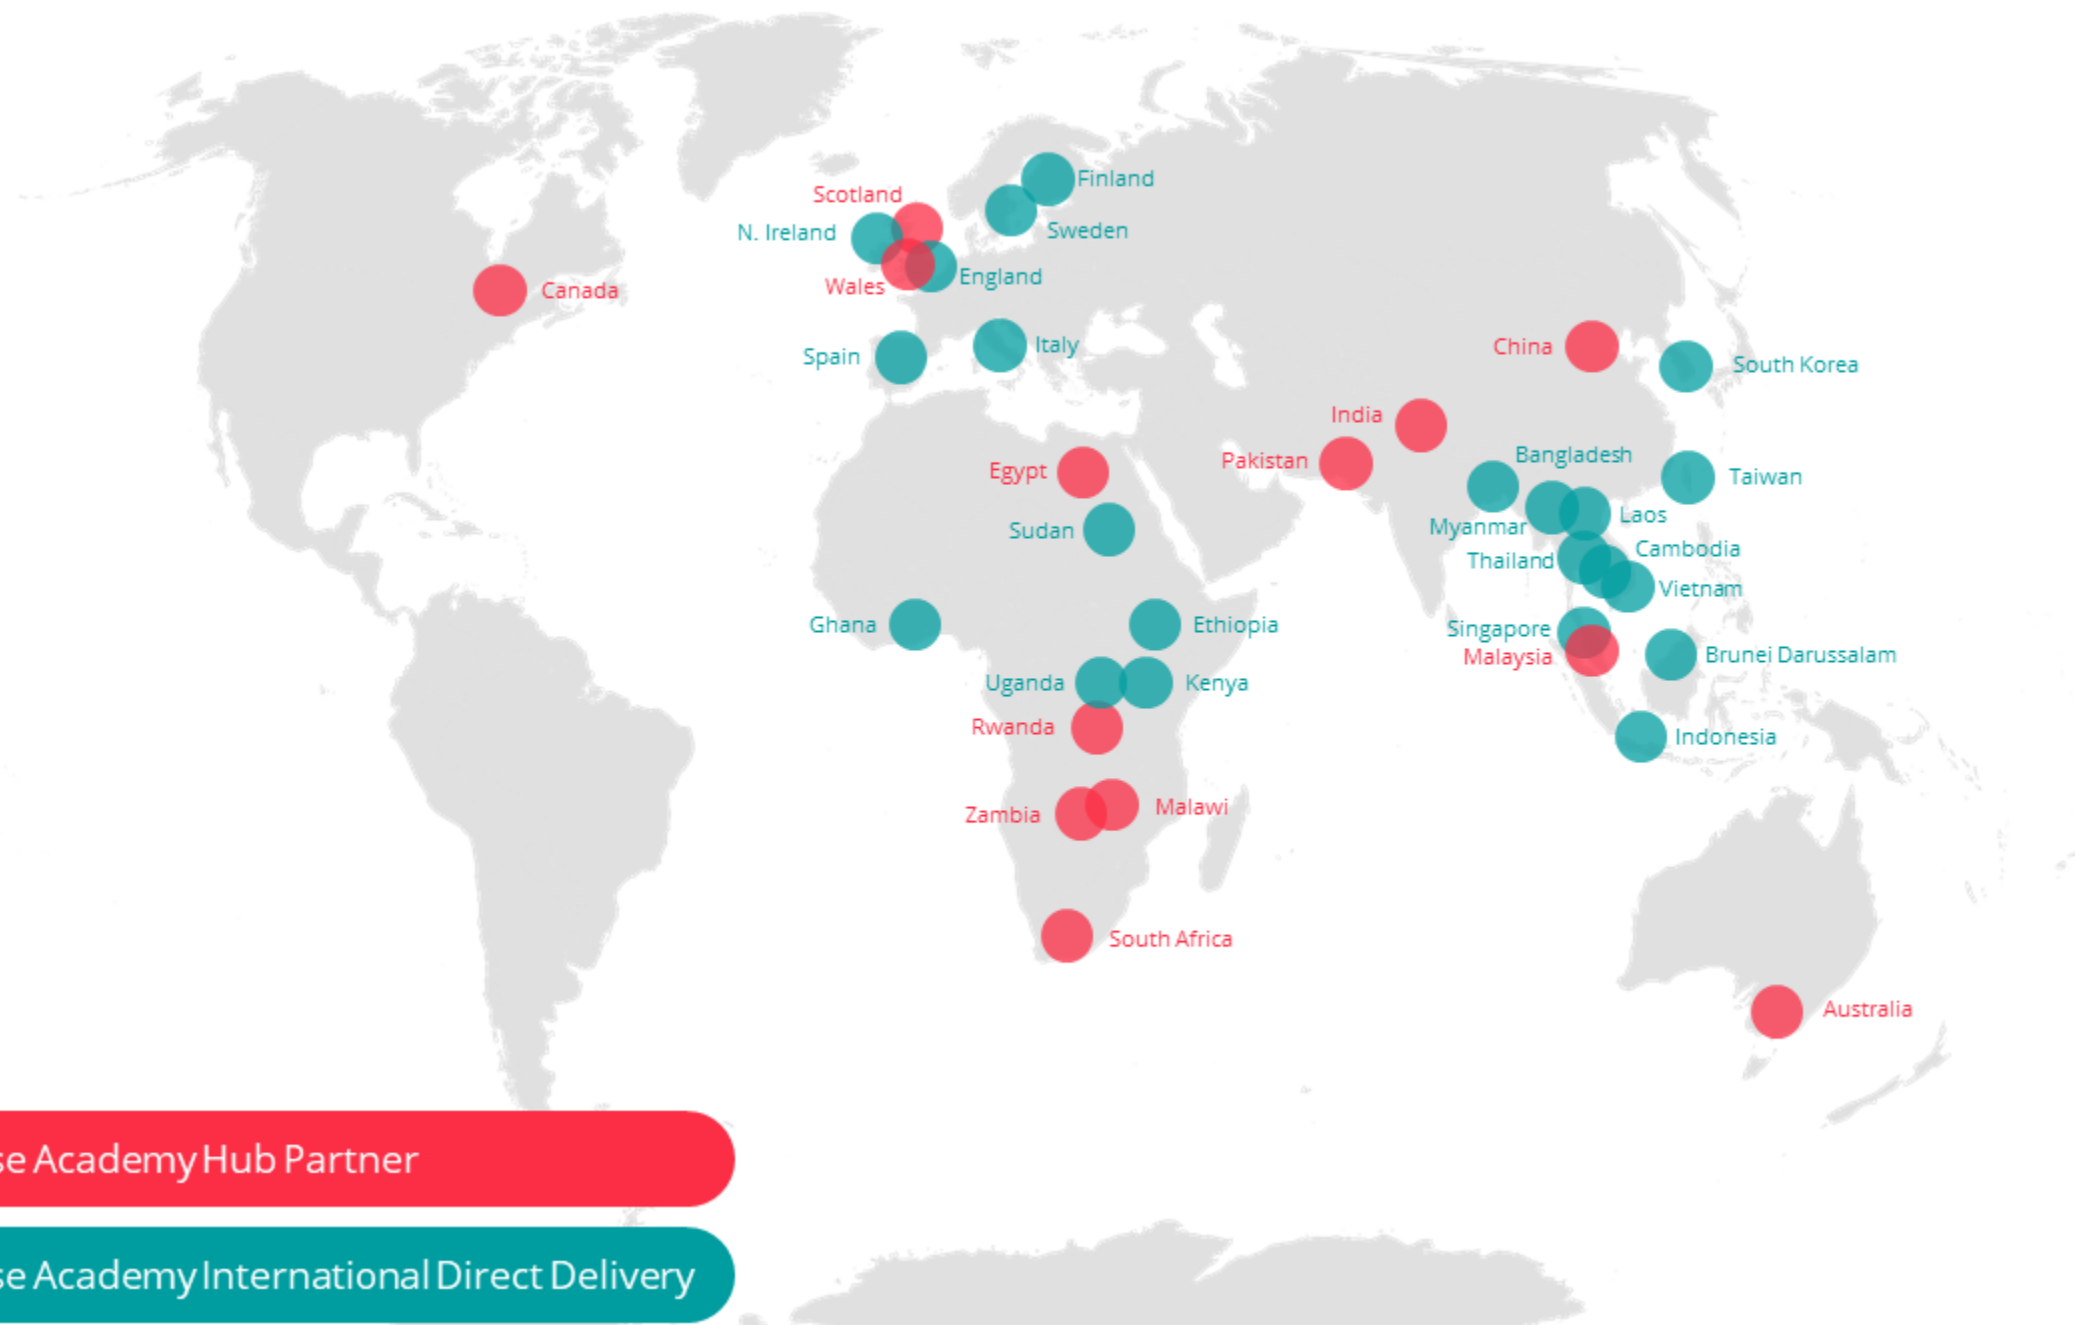 Finland
Scotland
N. Ireland
Sweden
England
Wales
Canada
Italy
Spain
China
South Korea
India
Bangladesh
Pakistan
Egypt
Taiwan
Laos
Myanmar
Sudan
Cambodia
Thailand
Vietnam
Ghana
Ethiopia
Singapore
Malaysia
Brunei Darussalam
Uganda
Kenya
Rwanda
Indonesia
Zambia
Malawi
South Africa
Australia
se Academy Hub Partner
se Academy International Direct Delivery